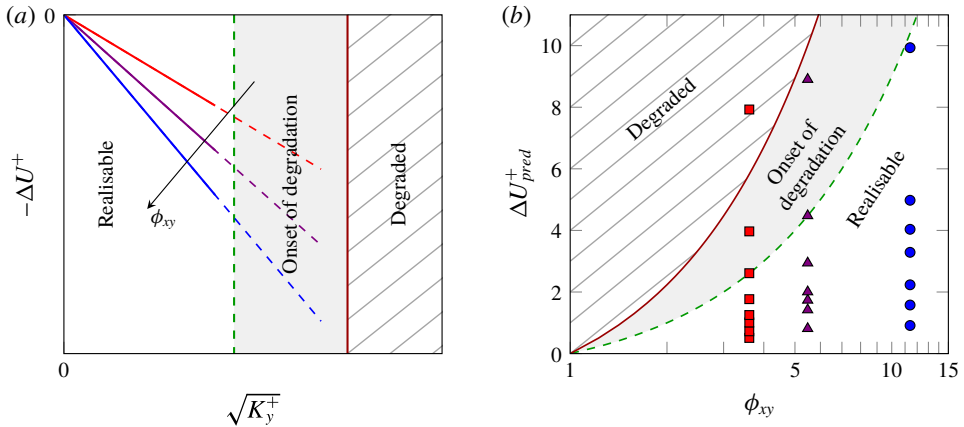 (a)
0
−ΔU⁺
Realisable
ϕxy
Onset of degradation
Degraded
0
√K⁺y
(b)
10
8
6
4
2
0
ΔU⁺pred
Degraded
Onset of
degradation
Realisable
1
5
10
15
ϕxy